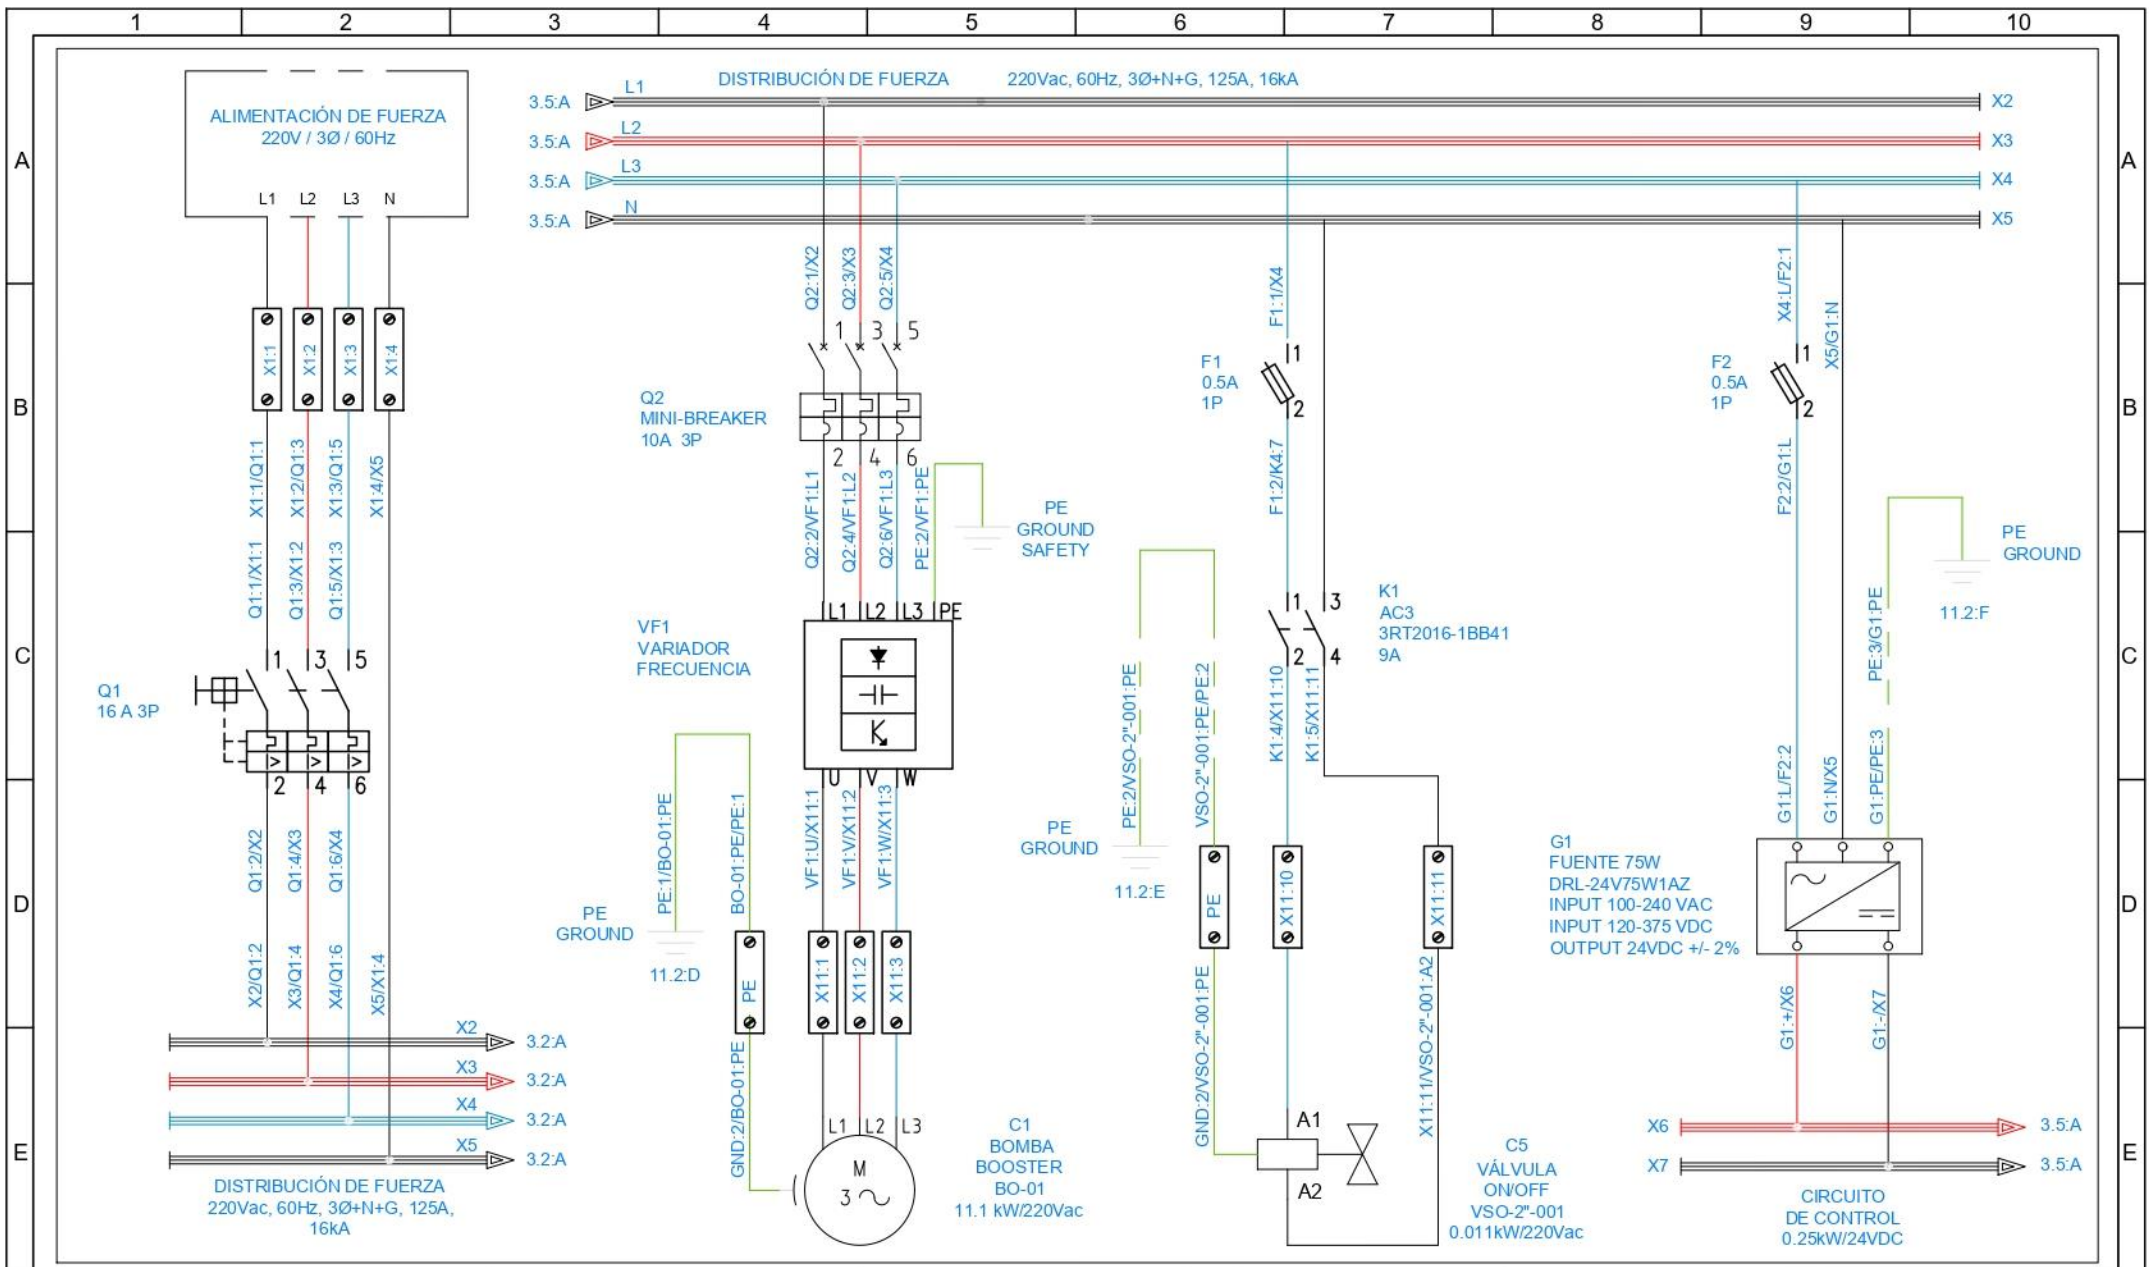 1 2 3 4 5 6 7 8 9 10
A
B
C
D
E
A
B
C
D
E
ALIMENTACIÓN DE FUERZA
220V / 3Ø / 60Hz
L1 L2 L3 N
X1:1
X1:2
X1:3
X1:4
X1:1/Q1:1
X1:2/Q1:3
X1:3/Q1:5
X1:4/X5
Q1:1/X1:1
Q1:3/X1:2
Q1:5/X1:3
1 3 5
Q1
16 A 3P
2 4 6
Q1:2/X2
Q1:4/X3
Q1:6/X4
X2/Q1:2
X3/Q1:4
X4/Q1:6
X5/X1:4
X2 3.2:A
X3 3.2:A
X4 3.2:A
X5 3.2:A
DISTRIBUCIÓN DE FUERZA
220Vac, 60Hz, 3Ø+N+G, 125A,
16kA
DISTRIBUCIÓN DE FUERZA 220Vac, 60Hz, 3Ø+N+G, 125A, 16kA
3.5:A L1 X2
3.5:A L2 X3
3.5:A L3 X4
3.5:A N X5
Q2:1/X2
Q2:3/X3
Q2:5/X4
1 3 5
Q2
MINI-BREAKER
10A 3P
2 4 6
Q2:2/VF1:L1
Q2:4/VF1:L2
Q2:6/VF1:L3
PE:2/VF1:PE
PE
GROUND
SAFETY
L1 L2 L3 PE
VF1
VARIADOR
FRECUENCIA
U V W
VF1:U/X11:1
VF1:V/X11:2
VF1:W/X11:3
PE:1/BO-01:PE
BO-01:PE/PE:1
PE
GROUND
11.2:D
PE
X11:1
X11:2
X11:3
GND:2/BO-01:PE
L1 L2 L3
M
3
C1
BOMBA
BOOSTER
BO-01
11.1 kW/220Vac
F1:1/X4
F1
0.5A
1P
1
2
F1:2/K4:7
K1
AC3
3RT2016-1BB41
9A
1 3
2 4
K1:4/X11:10
K1:5/X11:11
PE:2/VSO-2"-001:PE
VSO-2"-001:PE/PE:2
PE
GROUND
11.2:E
PE
X11:10
X11:11
GND:2/VSO-2"-001:PE
X11:11/VSO-2"-001:A2
A1
A2
C5
VÁLVULA
ON/OFF
VSO-2"-001
0.011kW/220Vac
X4:L/F2:1
X5/G1:N
F2
0.5A
1P
1
2
F2:2/G1:L
PE
GROUND
11.2:F
PE:3/G1:PE
G1:L/F2:2
G1:N/X5
G1:PE/PE:3
G1
FUENTE 75W
DRL-24V75W1AZ
INPUT 100-240 VAC
INPUT 120-375 VDC
OUTPUT 24VDC +/- 2%
G1:+/X6
G1:-/X7
X6 3.5:A
X7 3.5:A
CIRCUITO
DE CONTROL
0.25kW/24VDC